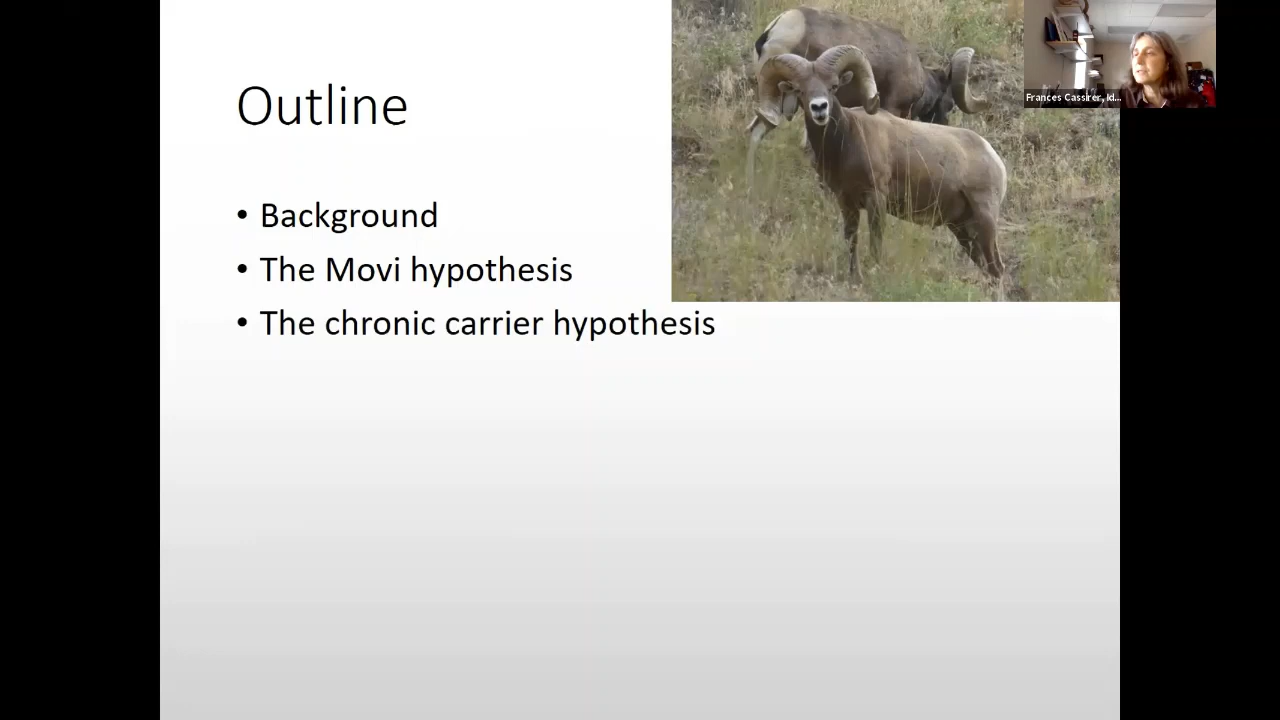 Outline
• Background
• The Movi hypothesis
• The chronic carrier hypothesis
Frances Cassirer, Id...